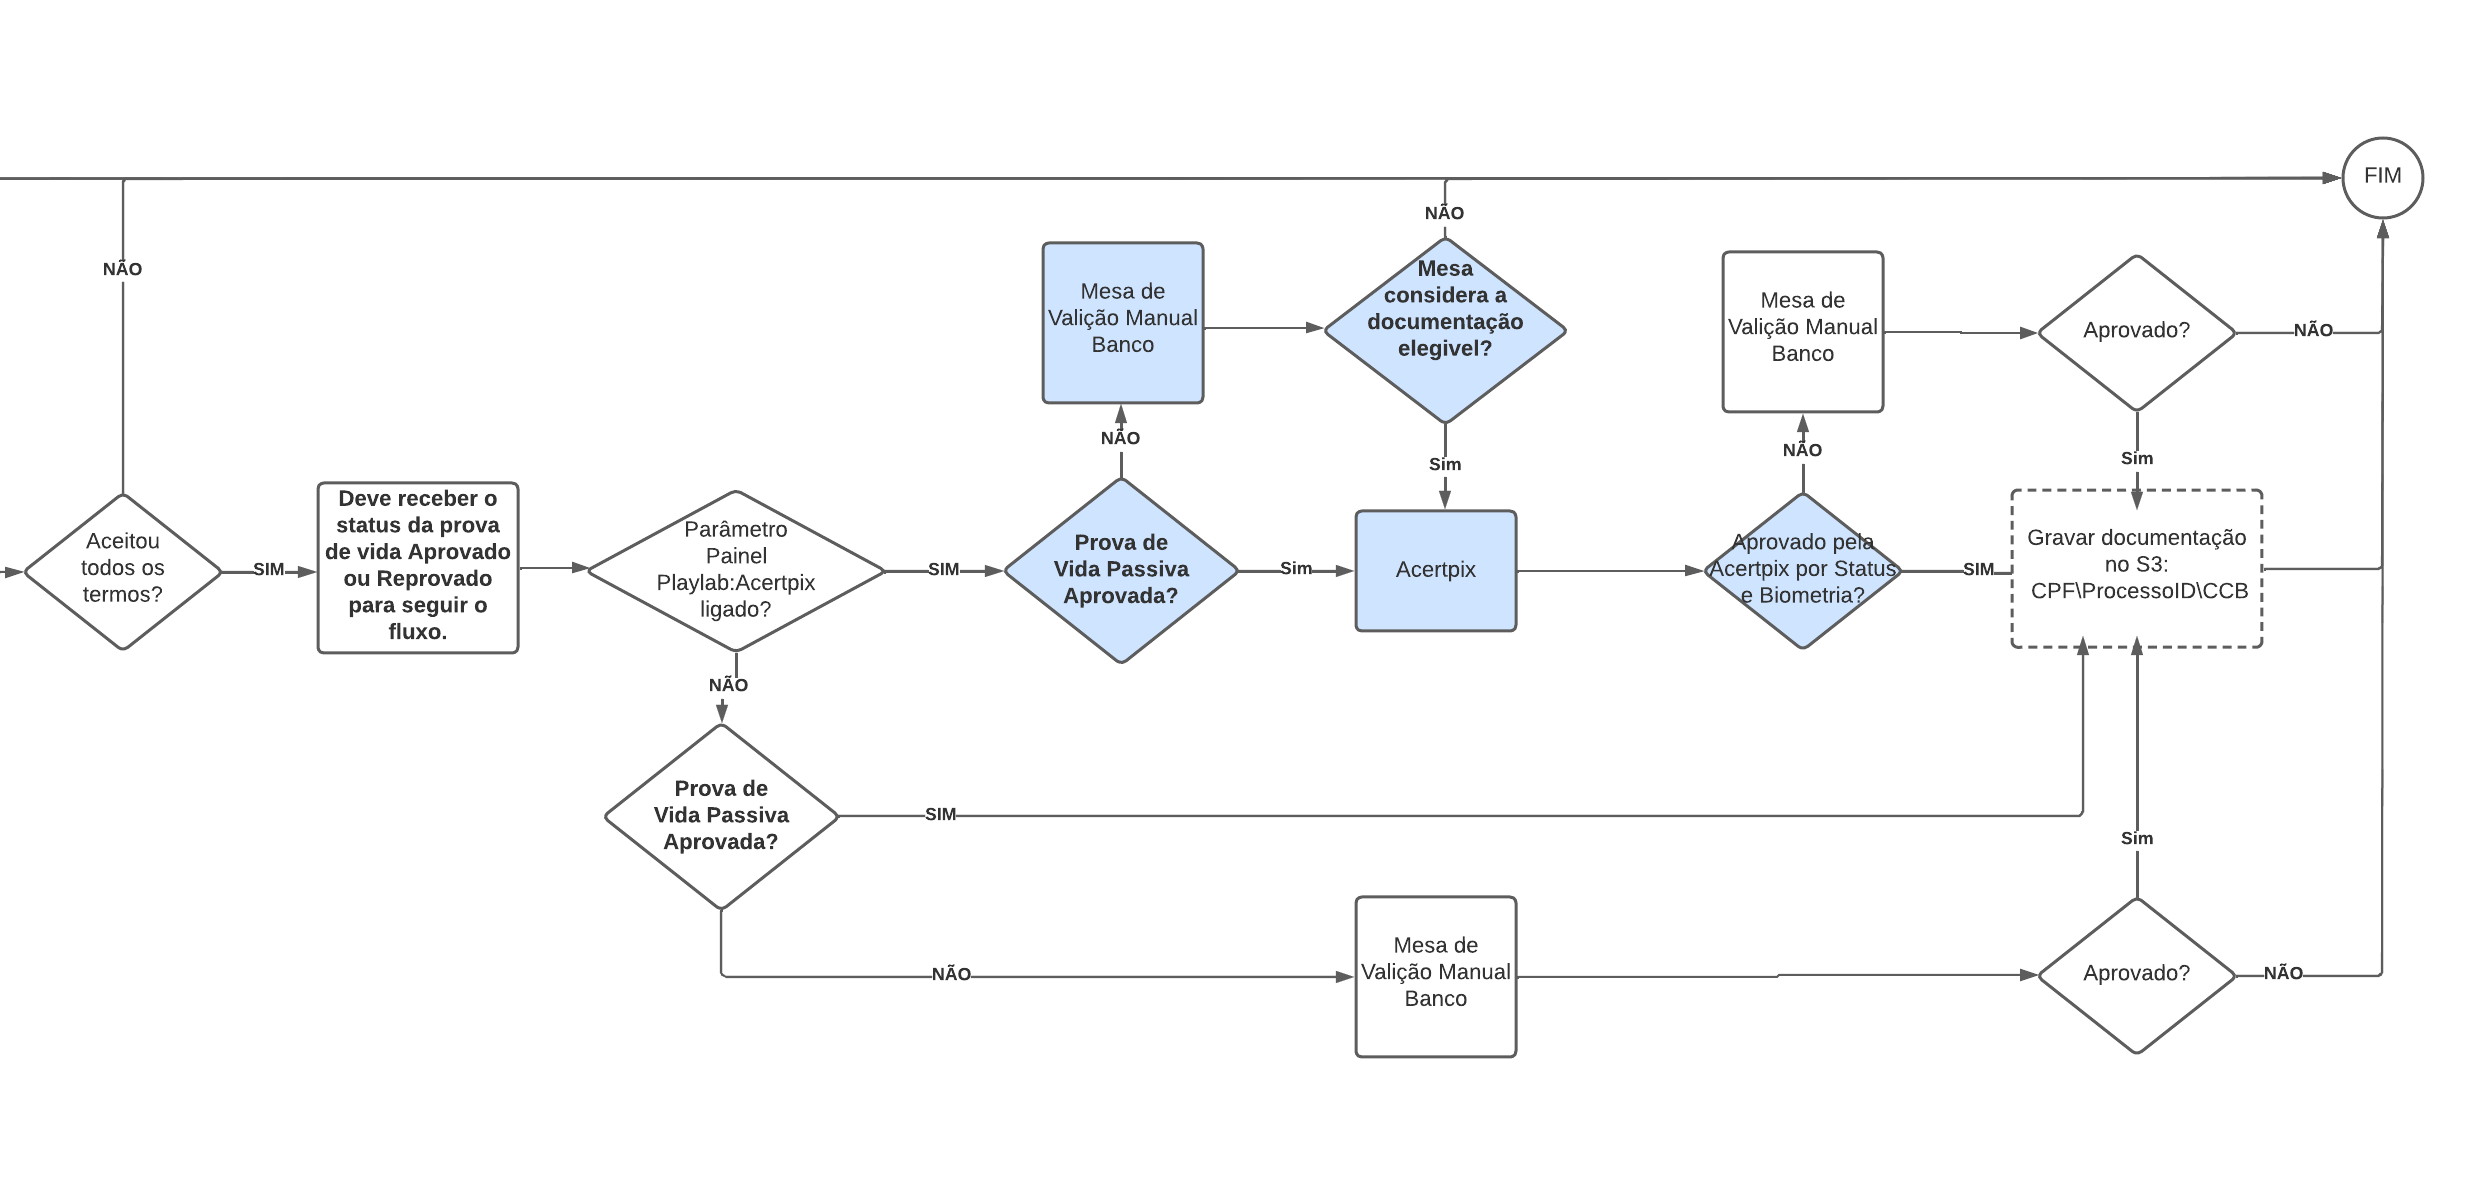 FIM
NÃO
NÃO
Mesa de
Valição Manual
Banco
Mesa
considera a
documentação
elegivel?
Mesa de
Valição Manual
Banco
Aprovado?
NÃO
NÃO
Sim
NÃO
Sim
Aceitou
todos os
termos?
SIM
Deve receber o
status da prova
de vida Aprovado
ou Reprovado
para seguir o
fluxo.
Parâmetro
Painel
Playlab:Acertpix
ligado?
SIM
Prova de
Vida Passiva
Aprovada?
Sim
Acertpix
Aprovado pela
Acertpix por Status
e Biometria?
SIM
Gravar documentação
no S3:
CPF\ProcessoID\CCB
NÃO
Prova de
Vida Passiva
Aprovada?
SIM
Sim
NÃO
Mesa de
Valição Manual
Banco
Aprovado?
NÃO